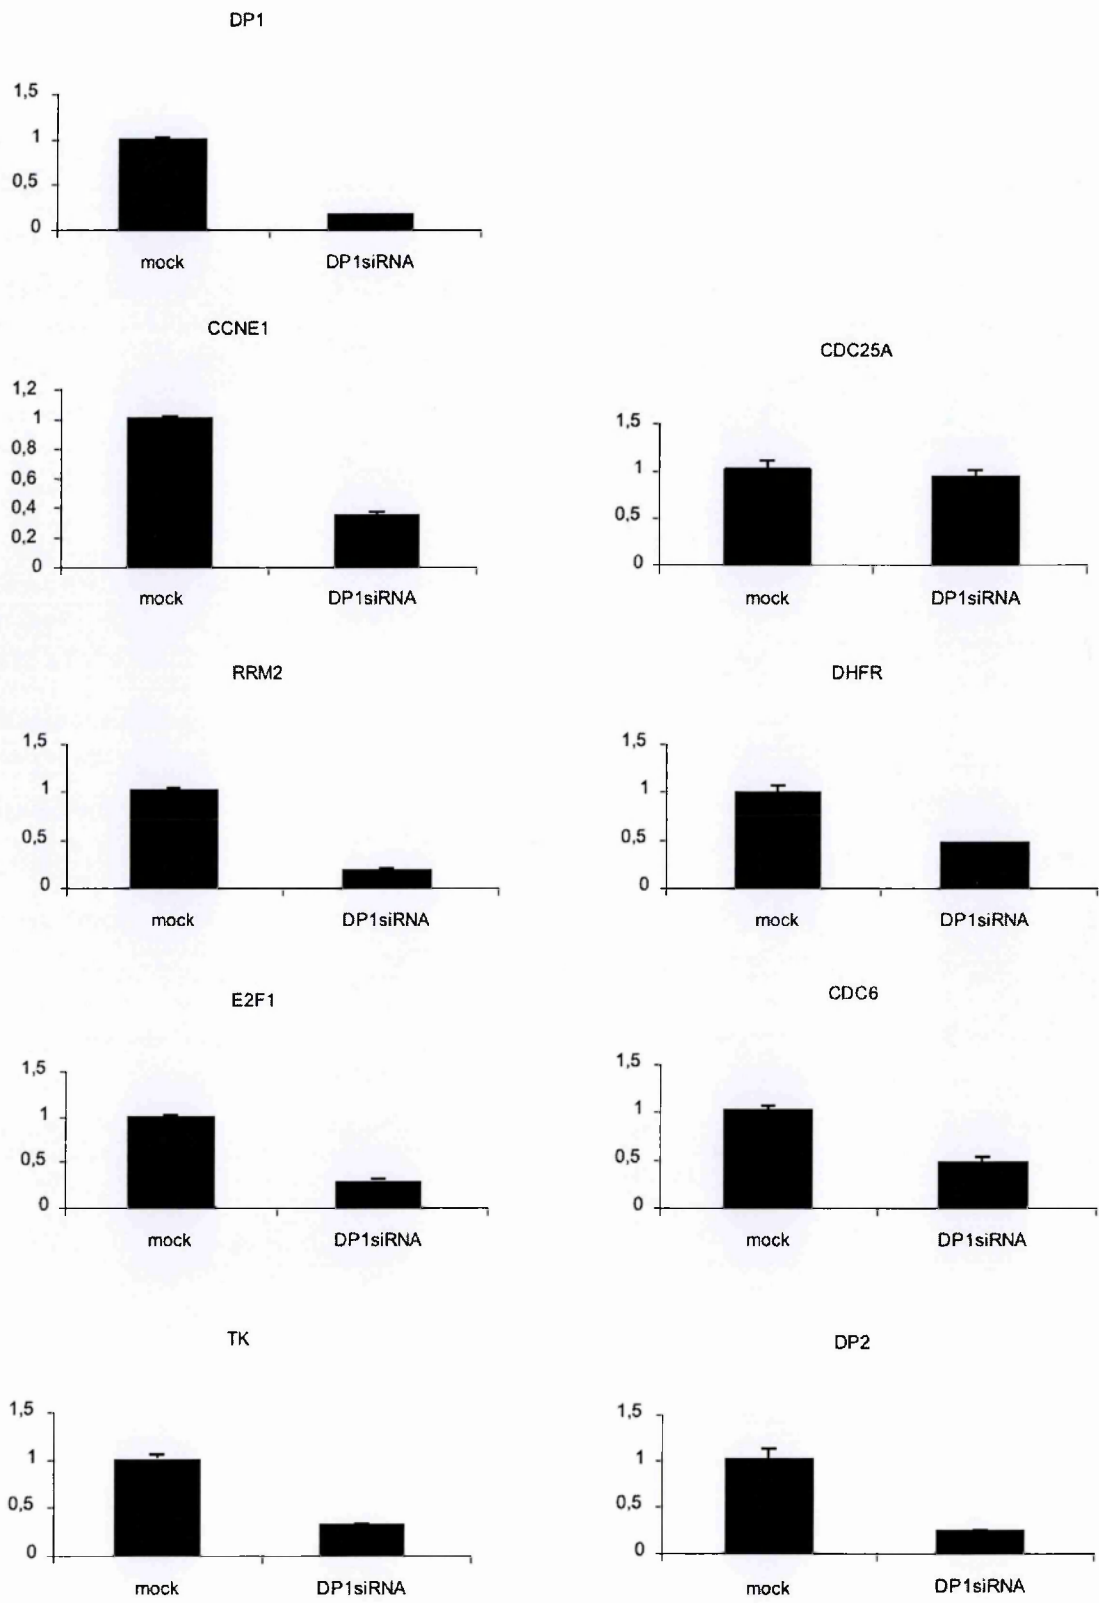 DP1
1,5
1
0,5
0
mock DP1siRNA
CCNE1
1,2
1
0,8
0,6
0,4
0,2
0
mock DP1siRNA
CDC25A
1,5
1
0,5
0
mock DP1siRNA
RRM2
1,5
1
0,5
0
mock DP1siRNA
DHFR
1,5
1
0,5
0
mock DP1siRNA
E2F1
1,5
1
0,5
0
mock DP1siRNA
CDC6
1,5
1
0,5
0
mock DP1siRNA
TK
1,5
1
0,5
0
mock DP1siRNA
DP2
1,5
1
0,5
0
mock DP1siRNA